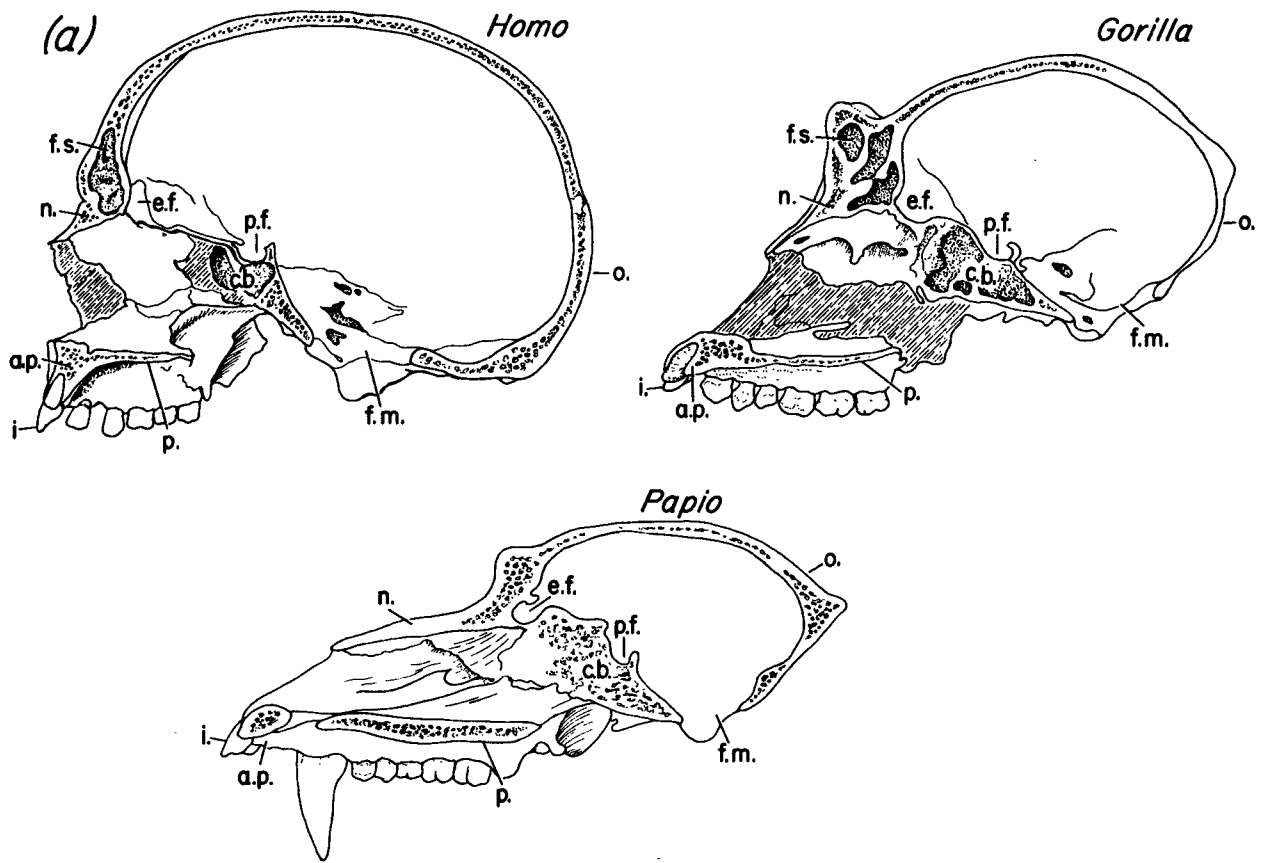 (a)
Homo
f.s.
n.
e.f.
p.f.
c.b.
o.
a.p.
i
p.
f.m.
Gorilla
f.s.
n.
e.f.
p.f.
c.b.
o.
f.m.
i.
a.p.
p.
Papio
n.
e.f.
o.
p.f.
c.b.
i.
a.p.
p.
f.m.